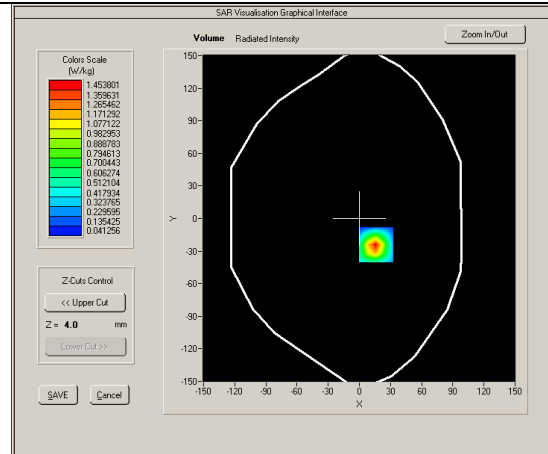 SAR Visualisation Graphical Interface
Volume Radiated Intensity
Zoom In/Out
Colors Scale
(W/kg)
1.453801
1.359631
1.265462
1.171292
1.077122
0.982953
0.888783
0.794613
0.700443
0.606274
0.512104
0.417934
0.323765
0.229595
0.135425
0.041256
Z-Cuts Control
<< Upper Cut
Z = 4.0 mm
Lower Cut >>
SAVE Cancel
150
120
90
60
30
Y 0
-30
-60
-90
-120
-150
-150 -120 -90 -60 -30 0 30 60 90 120 150
X